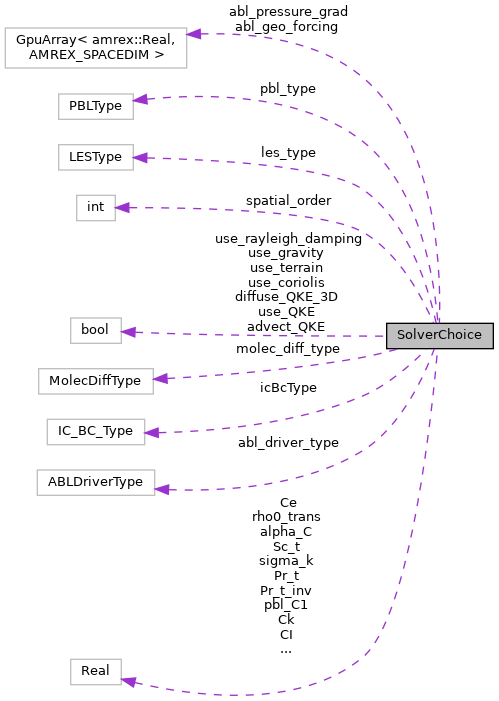 abl_pressure_grad
abl_geo_forcing
GpuArray< amrex::Real,
AMREX_SPACEDIM >
pbl_type
PBLType
les_type
LESType
spatial_order
int
use_rayleigh_damping
use_gravity
use_terrain
use_coriolis
diffuse_QKE_3D
use_QKE
advect_QKE
bool
SolverChoice
molec_diff_type
MolecDiffType
icBcType
IC_BC_Type
abl_driver_type
ABLDriverType
Ce
rho0_trans
alpha_C
Sc_t
sigma_k
Pr_t
Pr_t_inv
pbl_C1
Ck
CI
...
Real